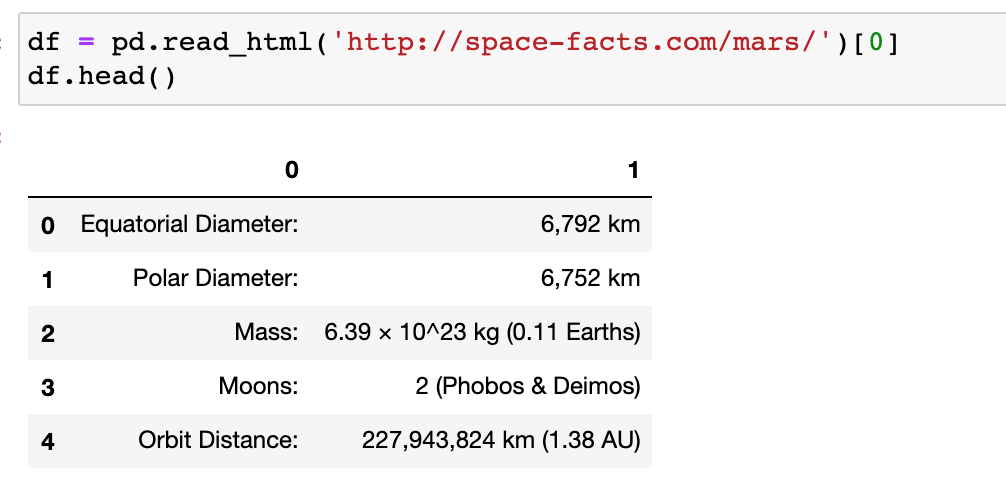 df = pd.read_html('http://space-facts.com/mars/')[0]
df.head()
0 1
0 Equatorial Diameter: 6,792 km
1 Polar Diameter: 6,752 km
2 Mass: 6.39 × 10^23 kg (0.11 Earths)
3 Moons: 2 (Phobos & Deimos)
4 Orbit Distance: 227,943,824 km (1.38 AU)